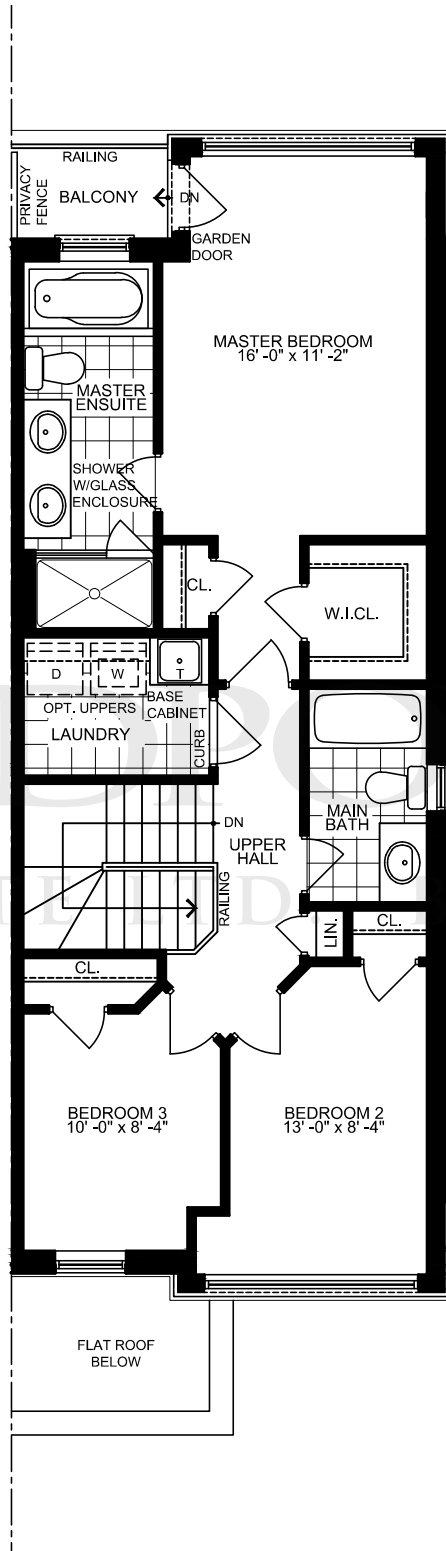 RAILING
PRIVACY
FENCE
BALCONY
DN
GARDEN
DOOR
MASTER BEDROOM
16' -0" x 11' -2"
MASTER
ENSUITE
SHOWER
W/GLASS
ENCLOSURE
CL.
W.I.CL.
D
W
T
OPT. UPPERS
BASE
CABINET
LAUNDRY
CURB
MAIN
BATH
DN
UPPER
HALL
RAILING
LIN.
CL.
CL.
BEDROOM 3
10' -0" x 8' -4"
BEDROOM 2
13' -0" x 8' -4"
FLAT ROOF
BELOW